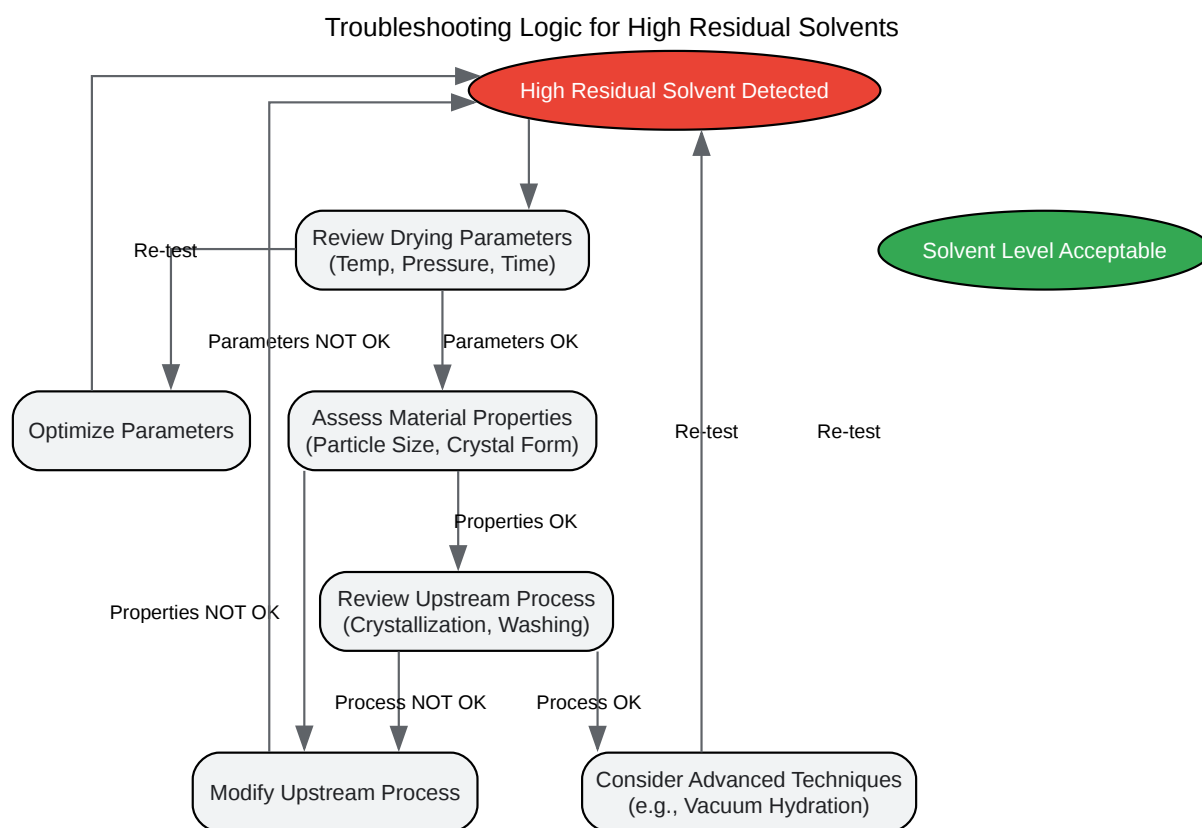 Troubleshooting Logic for High Residual Solvents
High Residual Solvent Detected
Review Drying Parameters
(Temp, Pressure, Time)
Re-test
Solvent Level Acceptable
Parameters NOT OK
Parameters OK
Optimize Parameters
Assess Material Properties
(Particle Size, Crystal Form)
Re-test
Re-test
Properties OK
Properties NOT OK
Review Upstream Process
(Crystallization, Washing)
Process NOT OK
Process OK
Modify Upstream Process
Consider Advanced Techniques
(e.g., Vacuum Hydration)